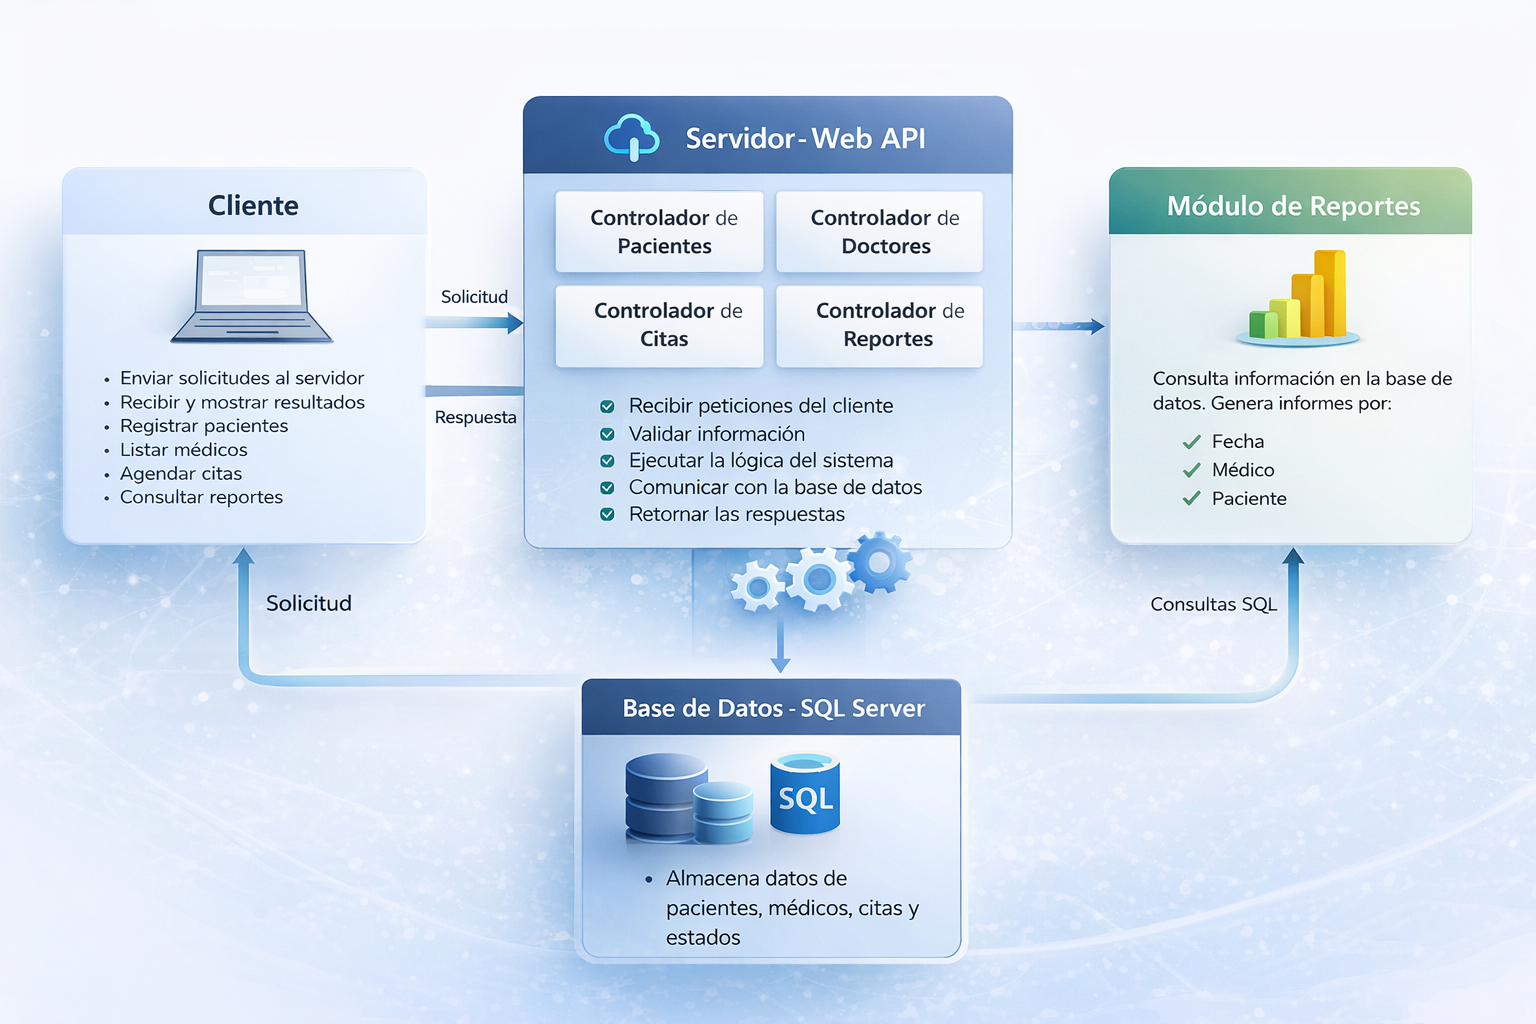 Cliente
Enviar solicitudes al servidor
Recibir y mostrar resultados
Registrar pacientes
Listar médicos
Agendar citas
Consultar reportes
Solicitud
Respuesta
Servidor - Web API
Controlador de
Pacientes
Controlador de
Doctores
Controlador de
Citas
Controlador de
Reportes
Recibir peticiones del cliente
Validar información
Ejecutar la lógica del sistema
Comunicar con la base de datos
Retornar las respuestas
Módulo de Reportes
Consulta información en la base de
datos. Genera informes por:
Fecha
Médico
Paciente
Solicitud
Consultas SQL
Base de Datos - SQL Server
SQL
Almacena datos de
pacientes, médicos, citas y
estados